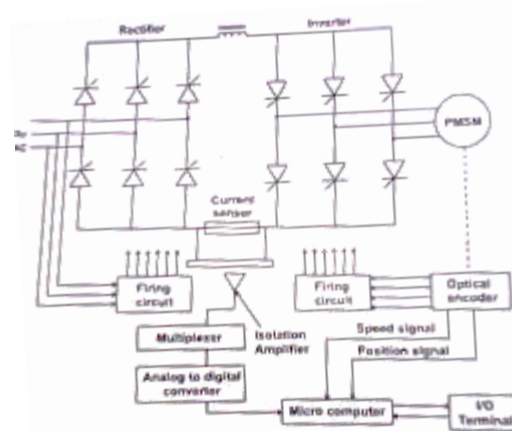 Rectifier
Inverter
PMSM
Current
sensor
Firing
circuit
Firing
circuit
Optical
encoder
Isolation
Amplifier
Speed signal
Position signal
Multiplexer
Analog to digital
converter
Micro computer
I/O
Terminal